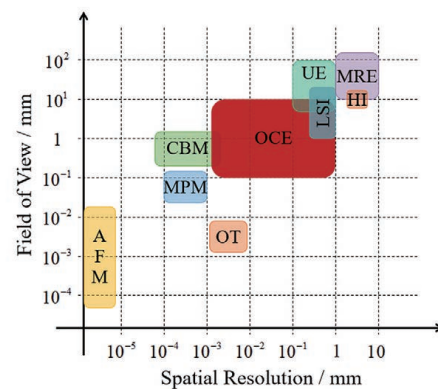 Field of View / mm
10²
10
1
10⁻¹
10⁻²
10⁻³
10⁻⁴
UE
MRE
LSI
HI
OCE
CBM
MPM
OT
A
F
M
10⁻⁵
10⁻⁴
10⁻³
10⁻²
10⁻¹
1
10
Spatial Resolution / mm